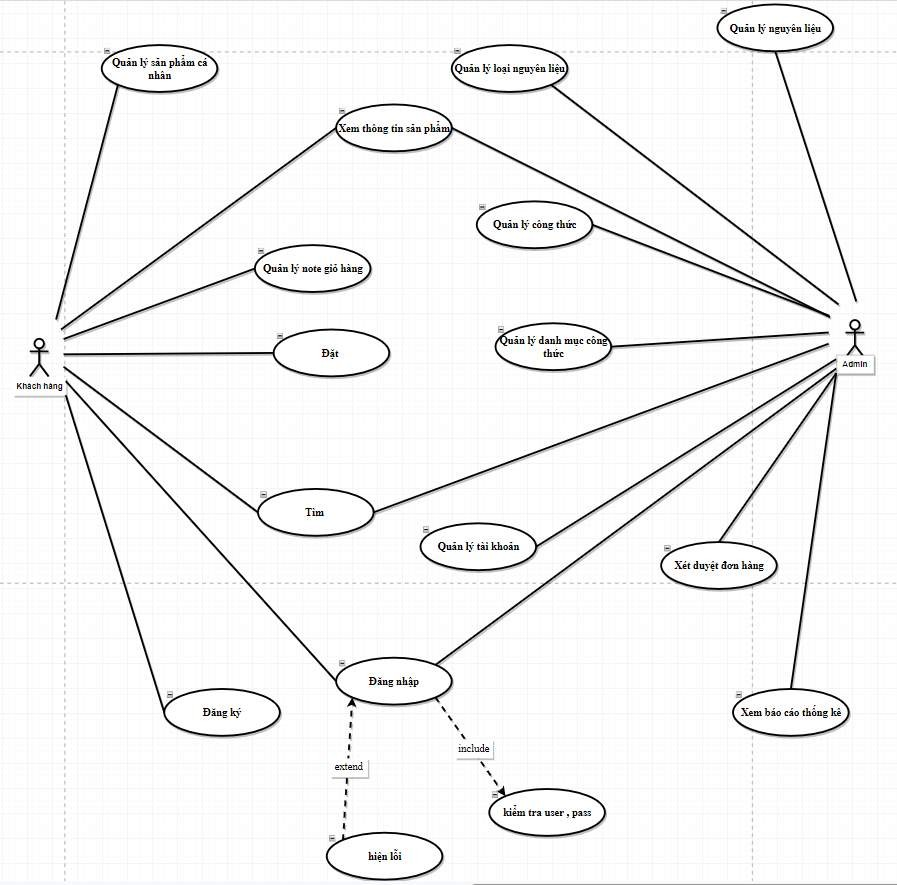 Quản lý nguyên liệu
Quản lý sản phẩm cá
nhân
Quản lý loại nguyên liệu
Xem thông tin sản phẩm
Quản lý công thức
Quản lý note giỏ hàng
Quản lý danh mục công
thức
Đặt
Khách hàng
Admin
Tìm
Quản lý tài khoản
Xét duyệt đơn hàng
Đăng nhập
Đăng ký
Xem báo cáo thống kê
include
extend
kiểm tra user , pass
hiện lỗi